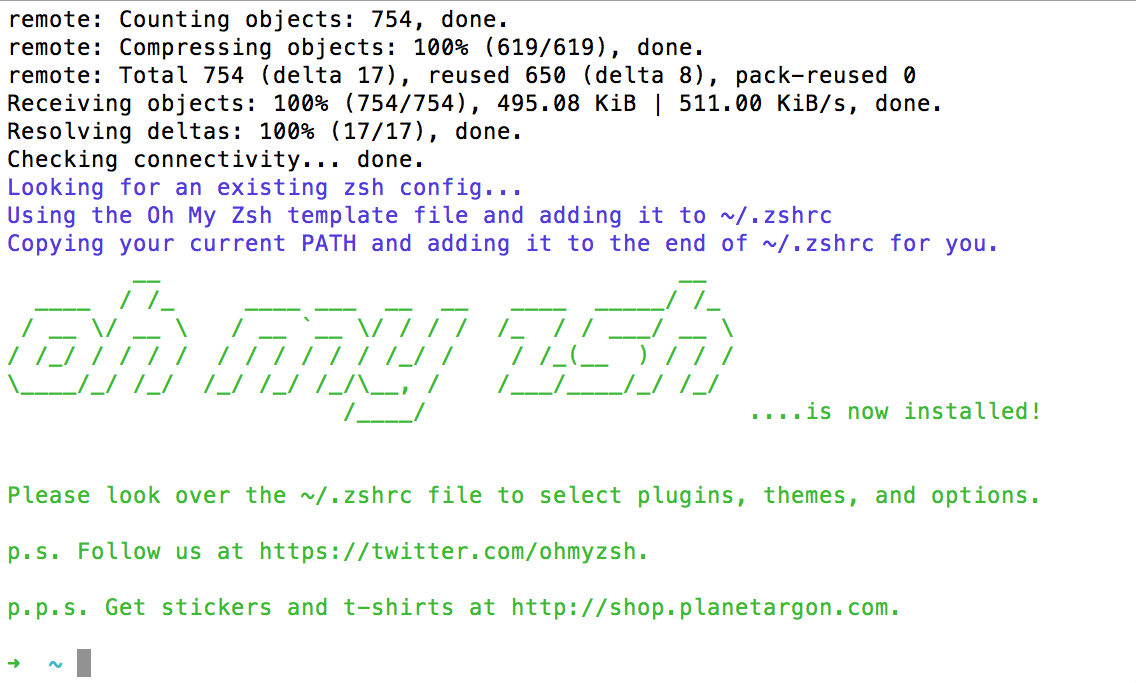 remote: Counting objects: 754, done.
remote: Compressing objects: 100% (619/619), done.
remote: Total 754 (delta 17), reused 650 (delta 8), pack-reused 0
Receiving objects: 100% (754/754), 495.08 KiB | 511.00 KiB/s, done.
Resolving deltas: 100% (17/17), done.
Checking connectivity... done.
Looking for an existing zsh config...
Using the Oh My Zsh template file and adding it to ~/.zshrc
Copying your current PATH and adding it to the end of ~/.zshrc for you.
oh my zsh
....is now installed!
Please look over the ~/.zshrc file to select plugins, themes, and options.
p.s. Follow us at https://twitter.com/ohmyzsh.
p.p.s. Get stickers and t-shirts at http://shop.planetargon.com.
➜ ~